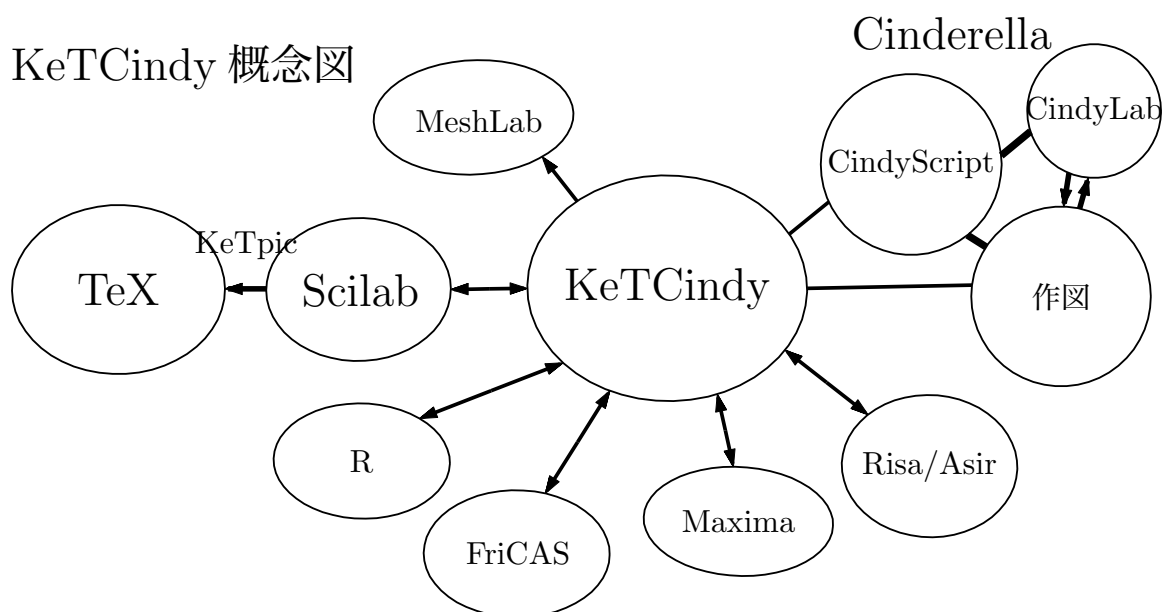 KeTCindy 概念図
Cinderella
MeshLab
CindyLab
CindyScript
KeTpic
TeX
Scilab
KeTCindy
作図
R
FriCAS
Maxima
Risa/Asir